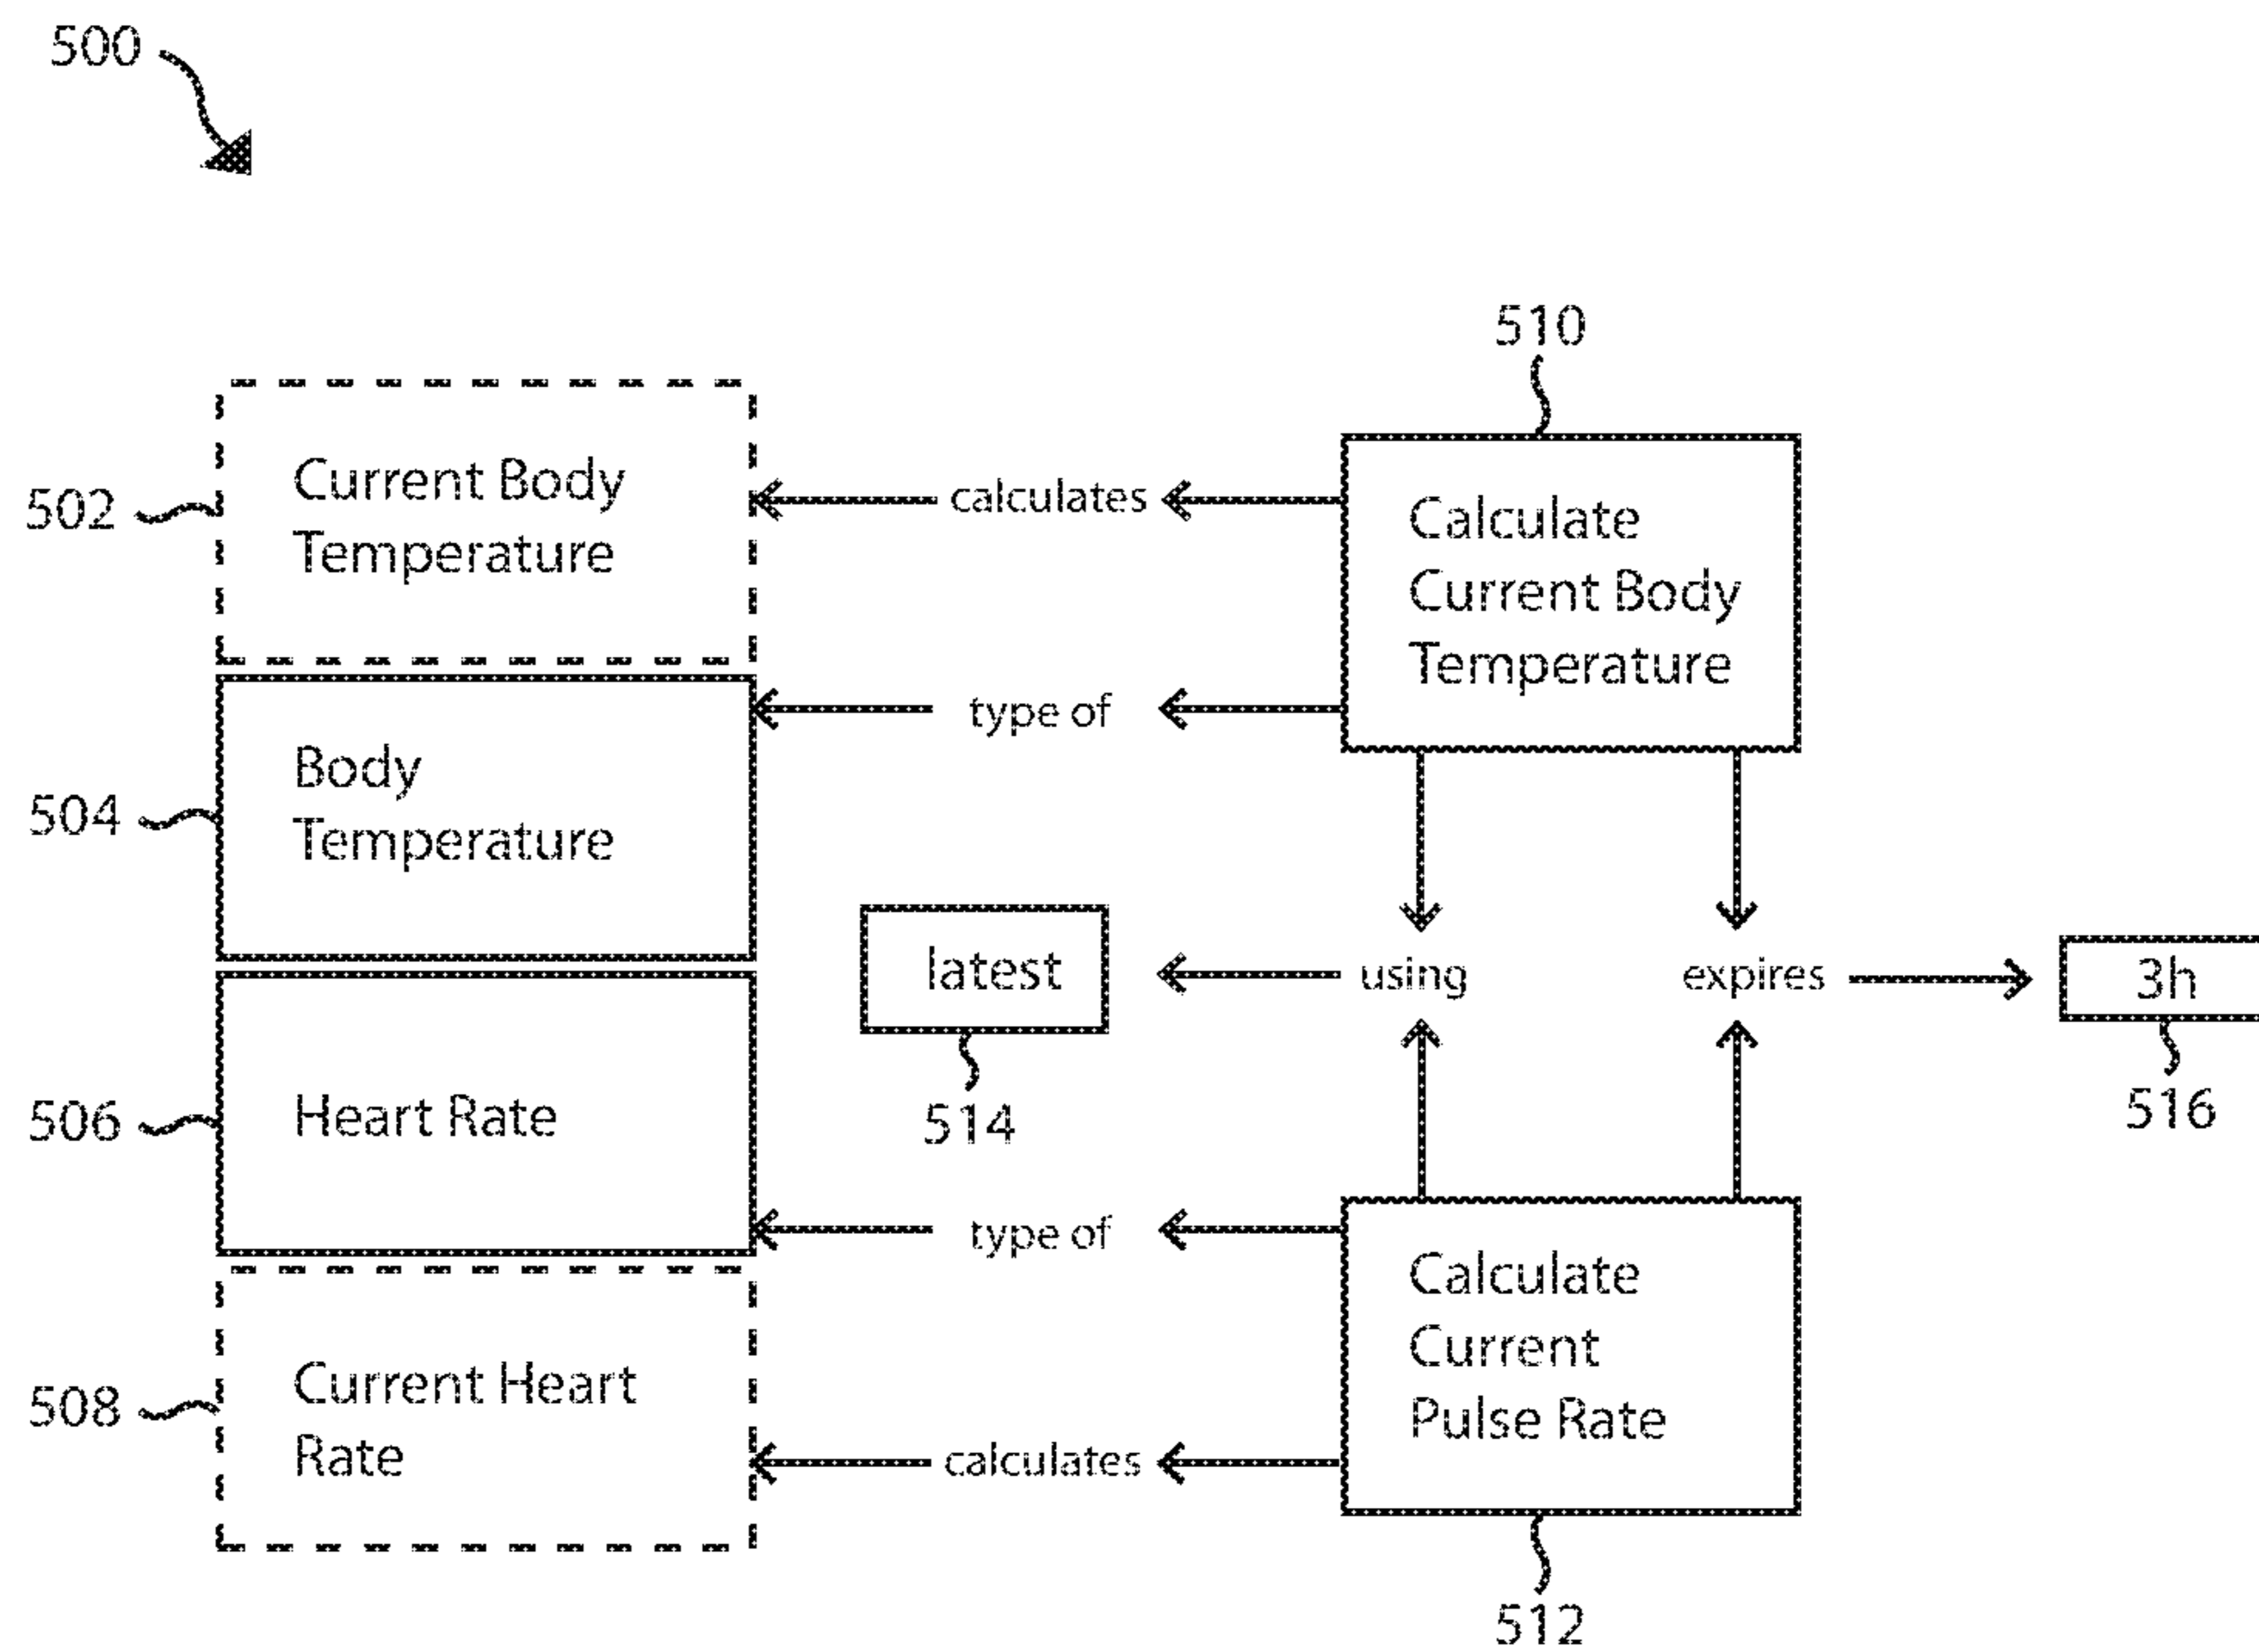 500
510
502
Current Body
Temperature
calculates
Calculate
Current Body
Temperature
type of
504
Body
Temperature
latest
using
expires
3h
514
516
506
Heart Rate
type of
Calculate
Current
Pulse Rate
508
Current Heart
Rate
calculates
512